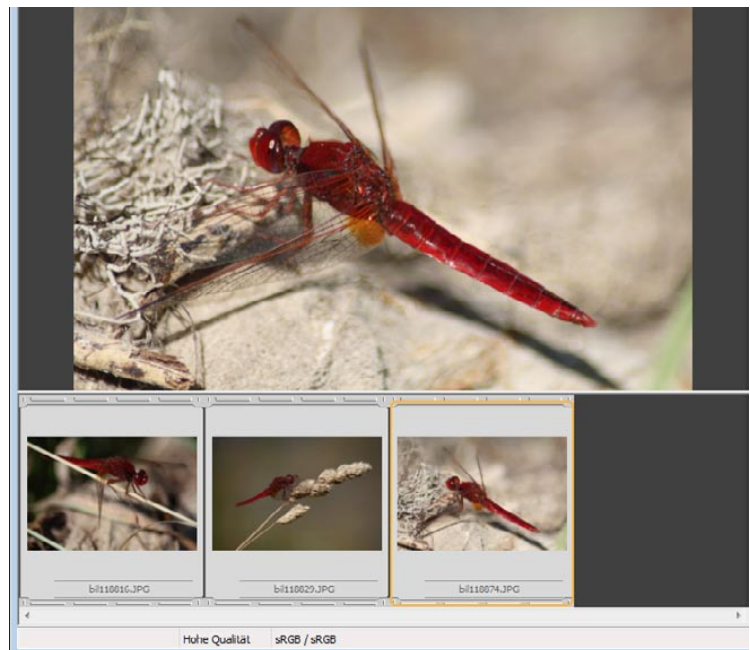 bil118816.JPG
bil118829.JPG
bil118874.JPG
Hohe Qualität
sRGB / sRGB